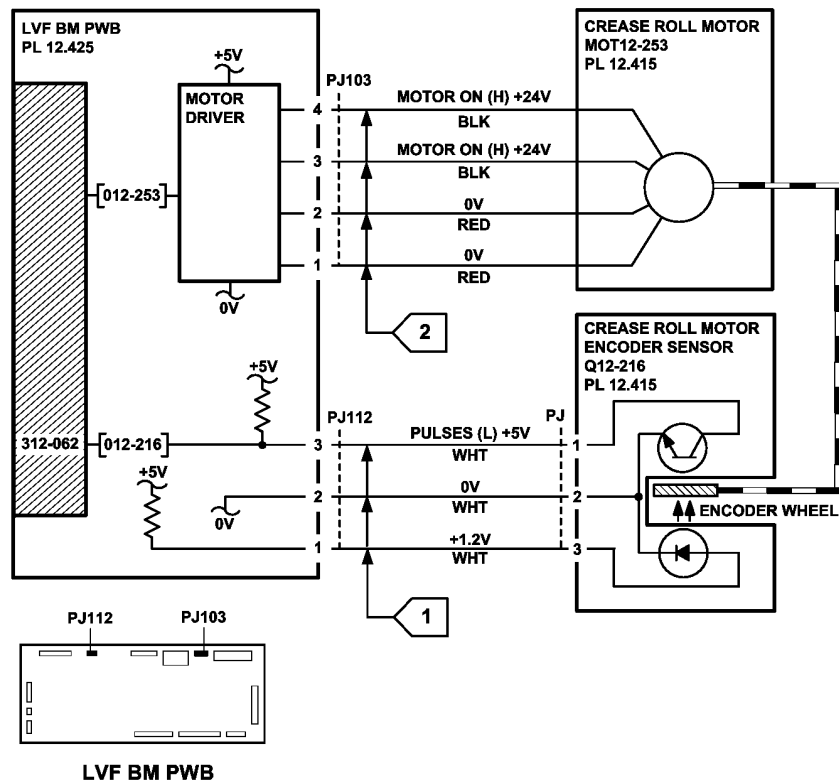 LVF BM PWB
PL 12.425
+5V
MOTOR
DRIVER
[012-253]
0V
PJ103
4
3
2
1
MOTOR ON (H) +24V
BLK
MOTOR ON (H) +24V
BLK
0V
RED
0V
RED
2
CREASE ROLL MOTOR
MOT12-253
PL 12.415
312-062
[012-216]
+5V
+5V
0V
PJ112
3
2
1
PULSES (L) +5V
WHT
0V
WHT
+1.2V
WHT
1
PJ
1
2
3
CREASE ROLL MOTOR
ENCODER SENSOR
Q12-216
PL 12.415
ENCODER WHEEL
PJ112
PJ103
LVF BM PWB